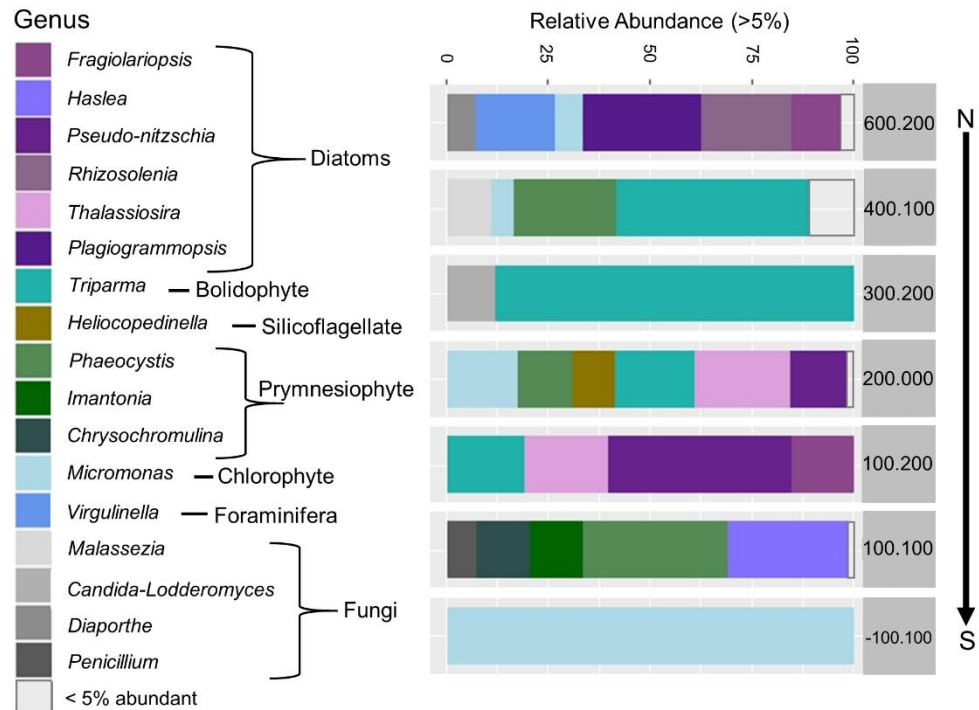 Genus
Fragiolariopsis
Haslea
Pseudo-nitzschia
Rhizosolenia
Thalassiosira
Plagiogrammopsis
Diatoms
Triparma
Bolidophyte
Heliocopedinella
Silicoflagellate
Phaeocystis
Imantonia
Chrysochromulina
Prymnesiophyte
Micromonas
Chlorophyte
Virgulinella
Foraminifera
Malassezia
Candida-Lodderomyces
Diaporthe
Penicillium
Fungi
< 5% abundant
Relative Abundance (>5%)
0
25
50
75
100
600.200
400.100
300.200
200.000
100.200
100.100
-100.100
N
S